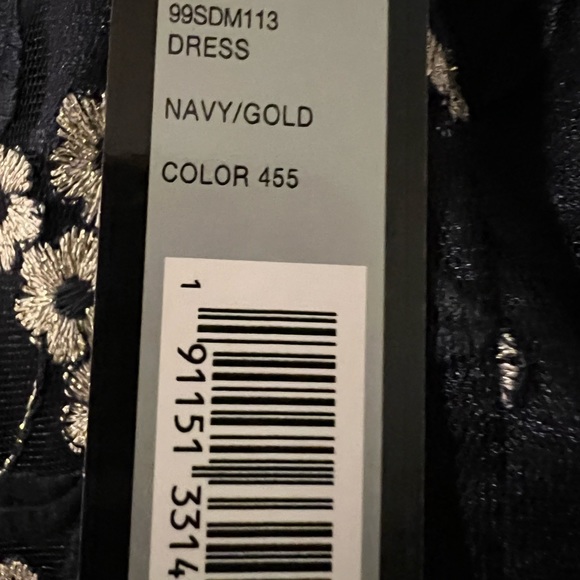 99SDM113
DRESS
NAVY/GOLD
COLOR 455
1 91151 3314